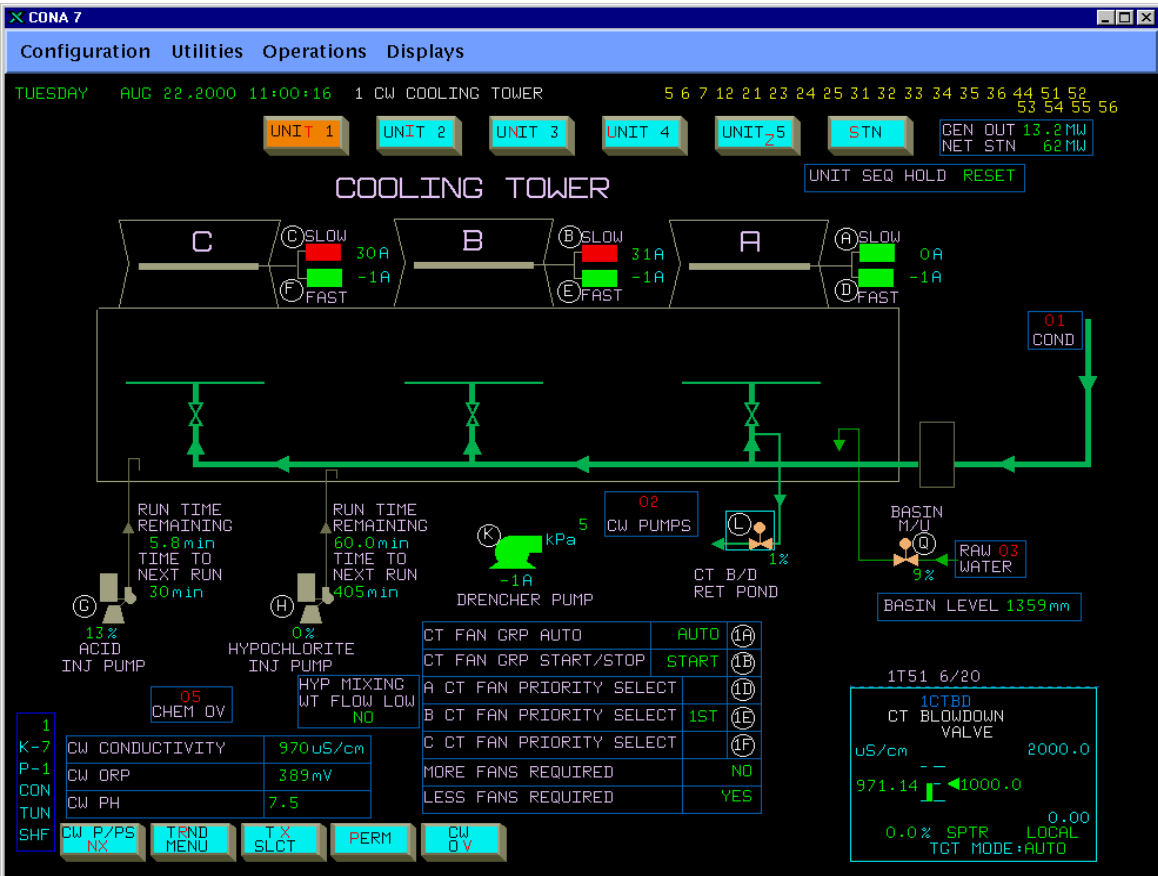 CONA 7
Configuration Utilities Operations Displays
TUESDAY AUG 22,2000 11:00:16 1 CW COOLING TOWER 5 6 7 12 21 23 24 25 31 32 33 34 35 36 44 51 52
53 54 55 56
UNIT 1 UNIT 2 UNIT 3 UNIT 4 UNITZ5 STN
GEN OUT 13.2 MW
NET STN 62 MW
UNIT SEQ HOLD RESET
COOLING TOWER
C
C SLOW
30A
-1A
F FAST
B
B SLOW
31A
-1A
E FAST
A
A SLOW
0A
-1A
D FAST
01
COND
RUN TIME
REMAINING
5.8min
TIME TO
NEXT RUN
30min
G
13%
ACID
INJ PUMP
RUN TIME
REMAINING
60.0min
TIME TO
NEXT RUN
405min
H
0%
HYPOCHLORITE
INJ PUMP
K
5
kPa
-1A
DRENCHER PUMP
02
CW PUMPS
L
1%
CT B/D
RET POND
BASIN
M/U
Q
9%
RAW 03
WATER
BASIN LEVEL 1359mm
CT FAN GRP AUTO AUTO 1A
CT FAN GRP START/STOP START 1B
A CT FAN PRIORITY SELECT 1D
B CT FAN PRIORITY SELECT 1ST 1E
C CT FAN PRIORITY SELECT 1F
MORE FANS REQUIRED NO
LESS FANS REQUIRED YES
05
CHEM OV
HYP MIXING
WT FLOW LOW
NO
1
K-7
P-1
CON
TUN
SHF
CW CONDUCTIVITY 970uS/cm
CW ORP 389mV
CW PH 7.5
1T51 6/20
1CTBD
CT BLOWDOWN
VALVE
uS/cm 2000.0
971.14 1000.0
0.00
0.0% SPTR LOCAL
TGT MODE:AUTO
CW P/PS
NX
TRND
MENU
T X
SLCT
PERM
CW
OV